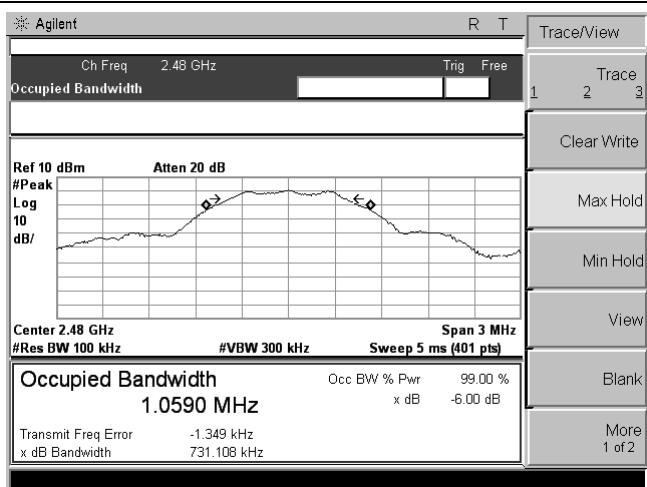 Agilent R T
Trace/View
Ch Freq 2.48 GHz Trig Free
Occupied Bandwidth
Trace
1 2 3
Clear Write
Ref 10 dBm Atten 20 dB
#Peak
Log
10
dB/
Max Hold
Min Hold
Center 2.48 GHz Span 3 MHz
#Res BW 100 kHz #VBW 300 kHz Sweep 5 ms (401 pts)
View
Occupied Bandwidth Occ BW % Pwr 99.00 %
1.0590 MHz x dB -6.00 dB
Blank
Transmit Freq Error -1.349 kHz
x dB Bandwidth 731.108 kHz
More
1 of 2